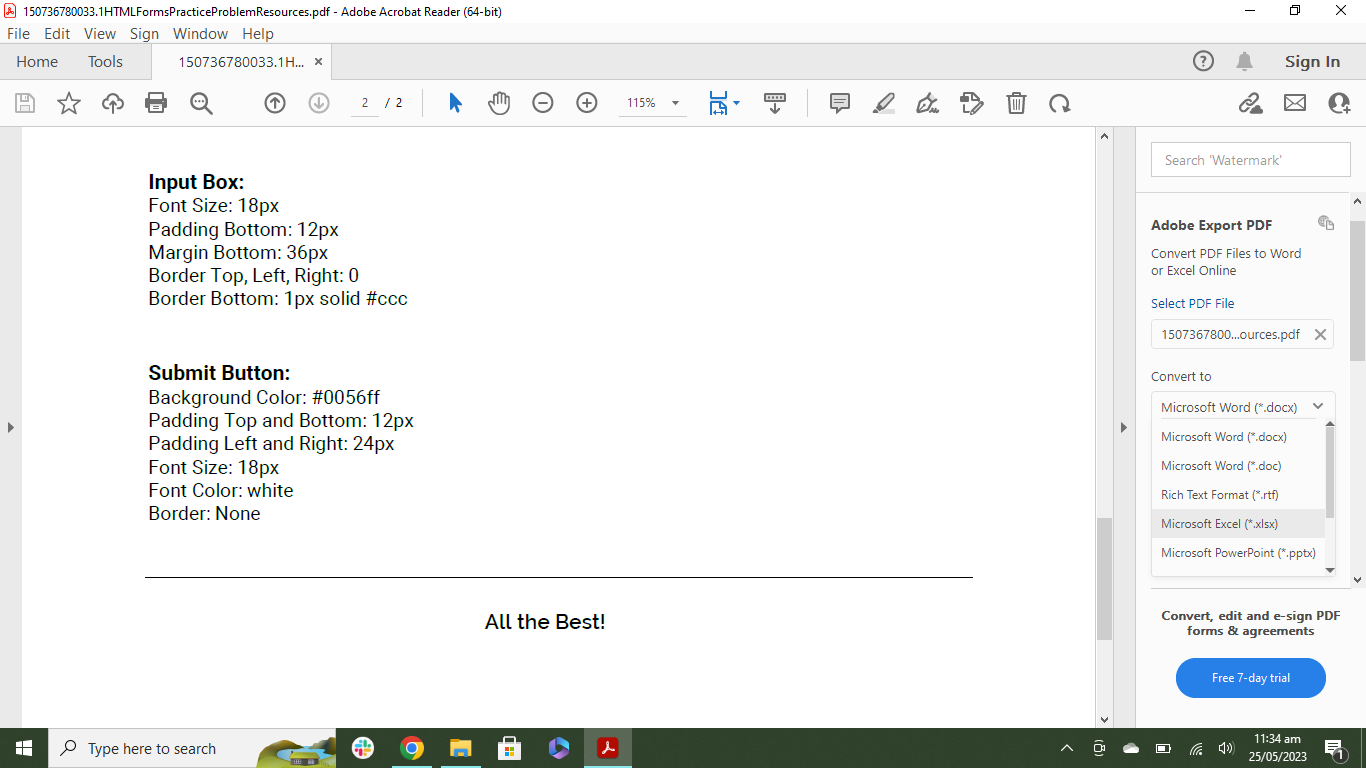 150736780033.1HTMLFormsPracticeProblemResources.pdf - Adobe Acrobat Reader (64-bit)
File Edit View Sign Window Help
Home Tools 150736780033.1H... × Sign In
2 / 2 115%
Input Box:
Font Size: 18px
Padding Bottom: 12px
Margin Bottom: 36px
Border Top, Left, Right: 0
Border Bottom: 1px solid #ccc
Submit Button:
Background Color: #0056ff
Padding Top and Bottom: 12px
Padding Left and Right: 24px
Font Size: 18px
Font Color: white
Border: None
All the Best!
Search 'Watermark'
Adobe Export PDF
Convert PDF Files to Word
or Excel Online
Select PDF File
1507367800...ources.pdf
Convert to
Microsoft Word (*.docx)
Microsoft Word (*.docx)
Microsoft Word (*.doc)
Rich Text Format (*.rtf)
Microsoft Excel (*.xlsx)
Microsoft PowerPoint (*.pptx)
Convert, edit and e-sign PDF
forms & agreements
Free 7-day trial
Type here to search
11:34 am
25/05/2023
1